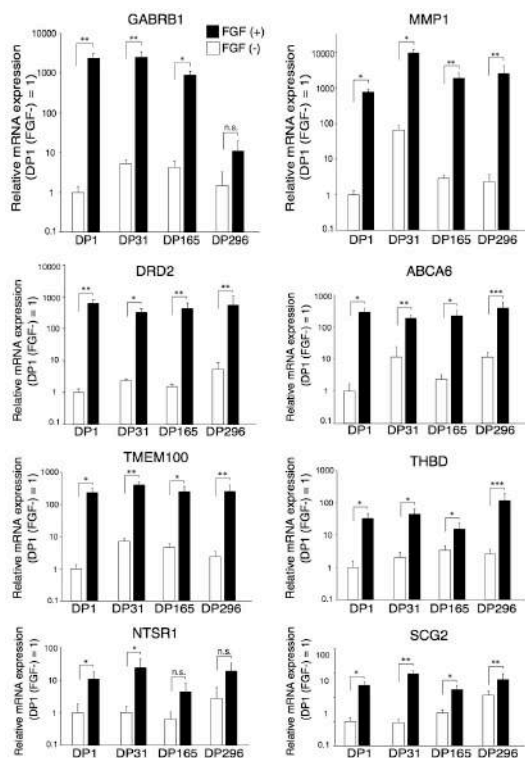 GABRB1
FGF (+)
FGF (-)
Relative mRNA expression
(DP1 (FGF-) = 1)
10000
1000
100
10
1
0.1
**
**
*
n.s.
DP1 DP31 DP165 DP296
MMP1
Relative mRNA expression
(DP1 (FGF-) = 1)
10000
1000
100
10
1
0.1
*
*
**
**
DP1 DP31 DP165 DP296
DRD2
Relative mRNA expression
(DP1 (FGF-) = 1)
1000
100
10
1
0.1
**
*
**
**
DP1 DP31 DP165 DP296
ABCA6
Relative mRNA expression
(DP1 (FGF-) = 1)
1000
100
10
1
0.1
*
**
*
***
DP1 DP31 DP165 DP296
TMEM100
Relative mRNA expression
(DP1 (FGF-) = 1)
1000
100
10
1
0.1
*
**
*
**
DP1 DP31 DP165 DP296
THBD
Relative mRNA expression
(DP1 (FGF-) = 1)
1000
100
10
1
0.1
*
*
*
***
DP1 DP31 DP165 DP296
NTSR1
Relative mRNA expression
(DP1 (FGF-) = 1)
100
10
1
0.1
*
*
n.s.
n.s.
DP1 DP31 DP165 DP296
SCG2
Relative mRNA expression
(DP1 (FGF-) = 1)
100
10
1
0.1
*
**
*
**
DP1 DP31 DP165 DP296